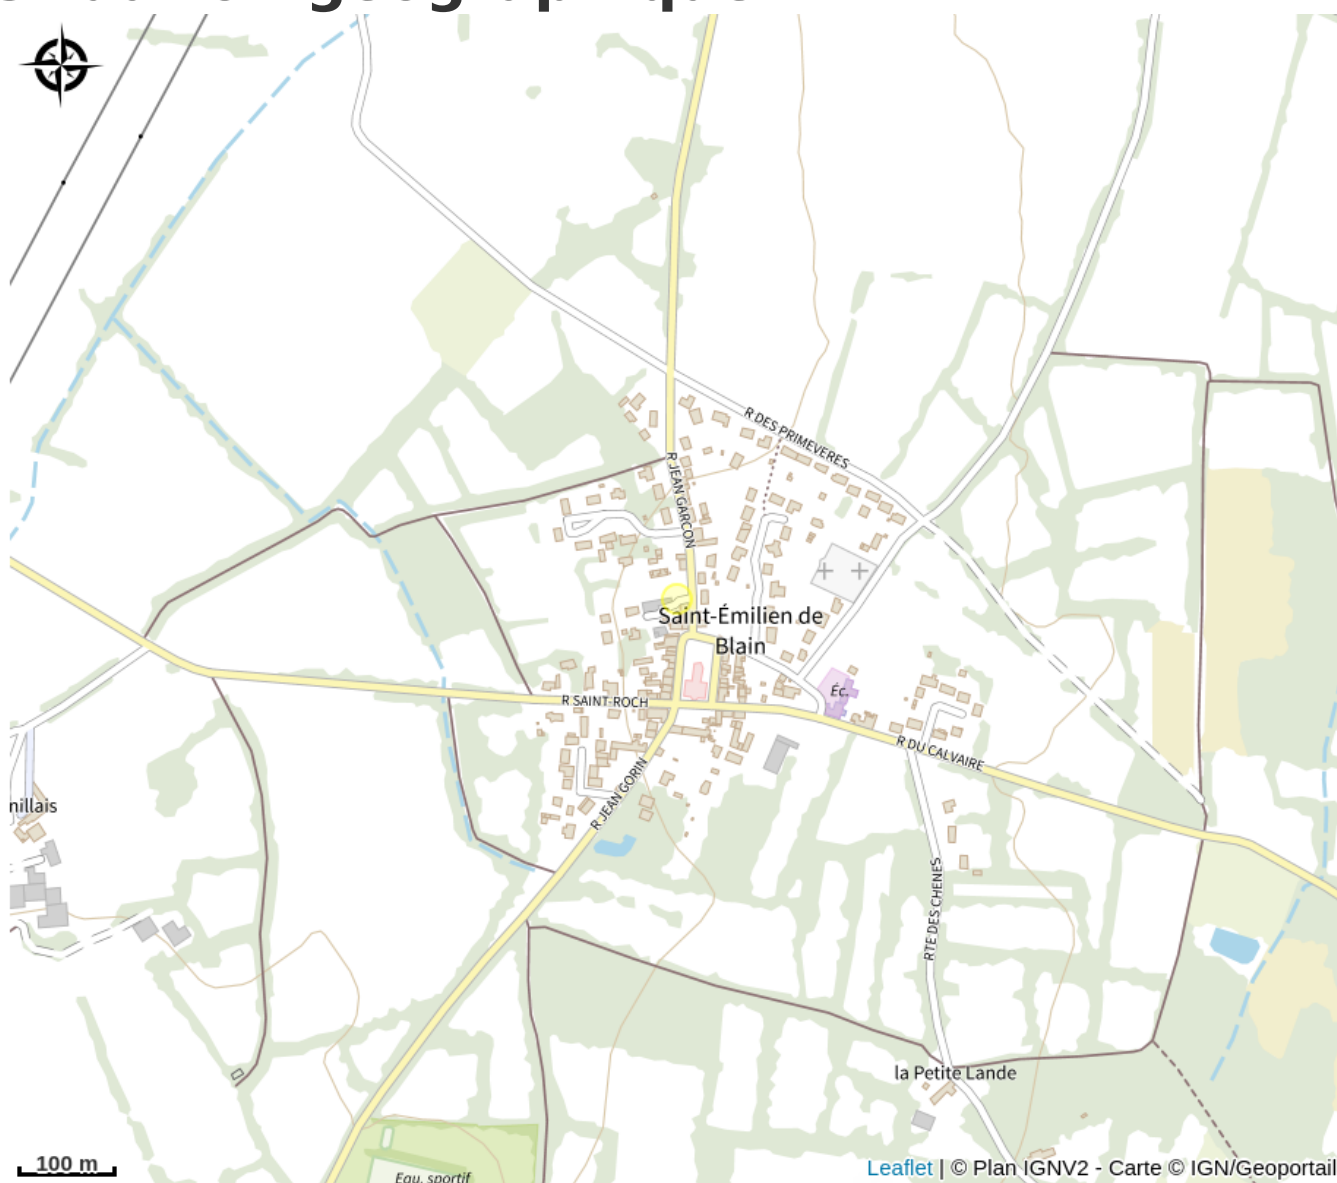 R DES PRIMEVERES
R JEAN GARCON
Saint-Émilien de
Blain
Éc.
R SAINT-ROCH
R DU CALVAIRE
R JEAN GORIN
nillais
RTE DES CHENES
la Petite Lande
100 m
Equ. sportif
Leaflet | © Plan IGNV2 - Carte © IGN/Geoportail